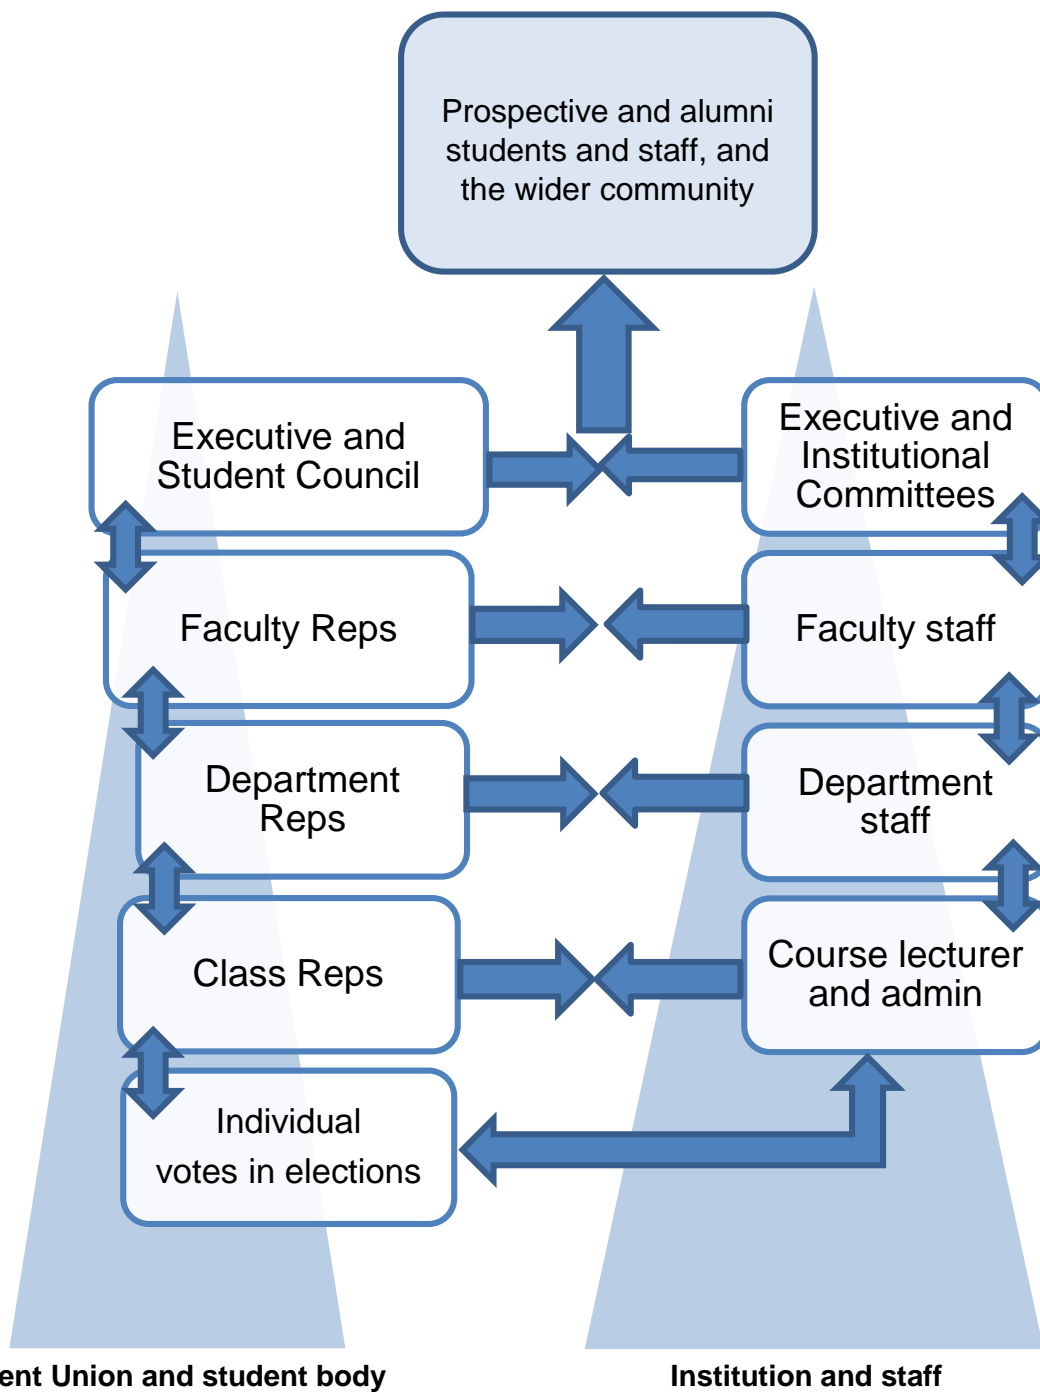 Prospective and alumni
students and staff, and
the wider community
Executive and
Student Council
Executive and
Institutional
Committees
Faculty Reps
Faculty staff
Department
Reps
Department
staff
Class Reps
Course lecturer
and admin
Individual
votes in elections
ent Union and student body
Institution and staff